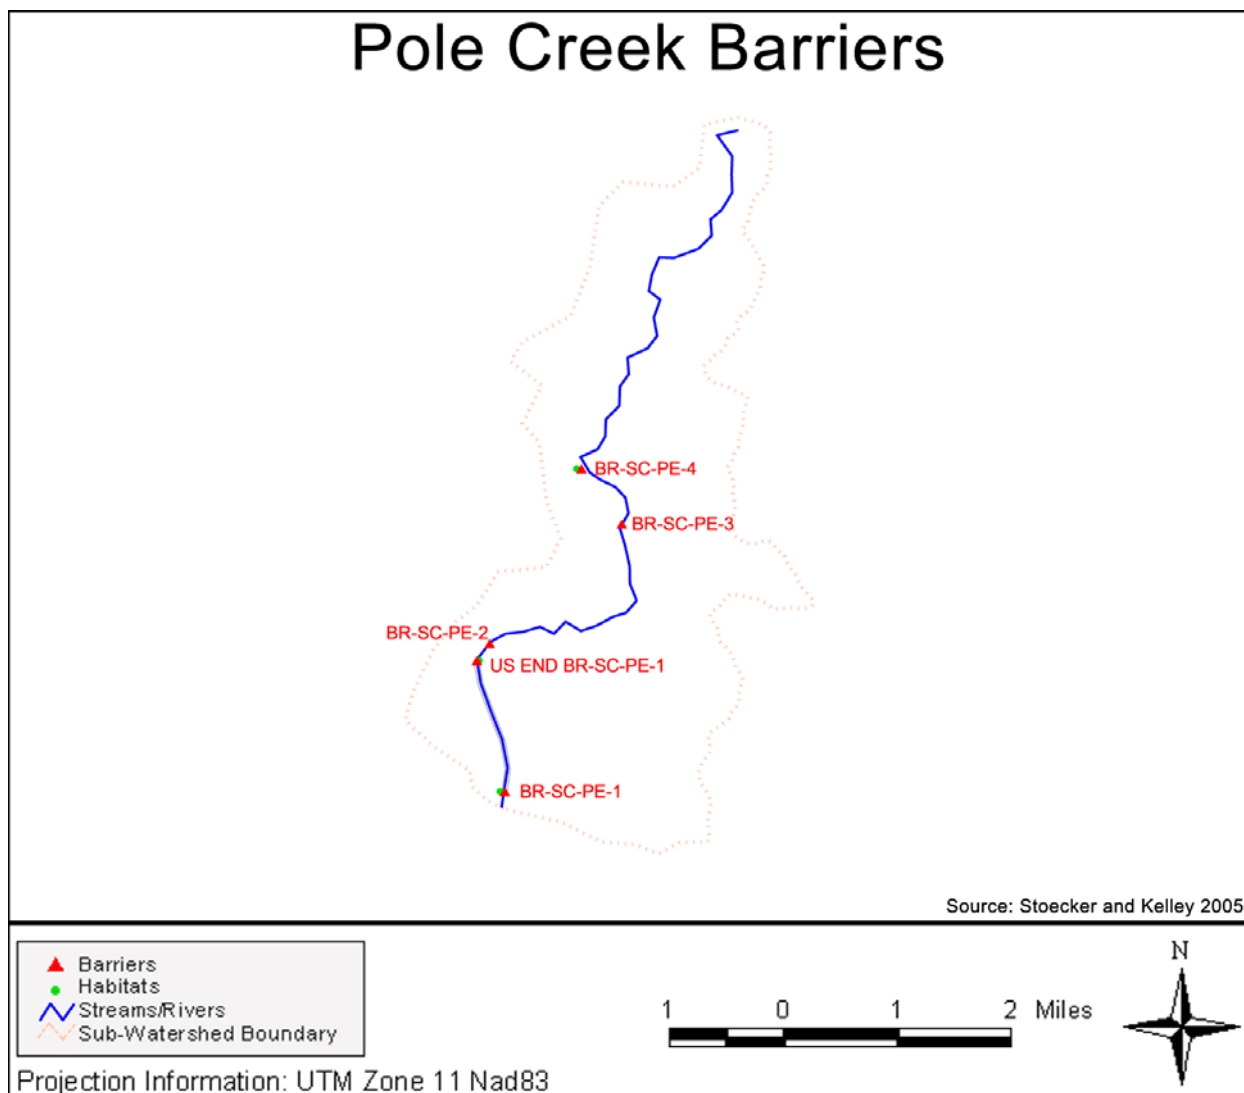 Pole Creek Barriers
BR-SC-PE-4
BR-SC-PE-3
BR-SC-PE-2
US END BR-SC-PE-1
BR-SC-PE-1
Source: Stoecker and Kelley 2005
Barriers
Habitats
Streams/Rivers
Sub-Watershed Boundary
1 0 1 2 Miles
N
Projection Information: UTM Zone 11 Nad83